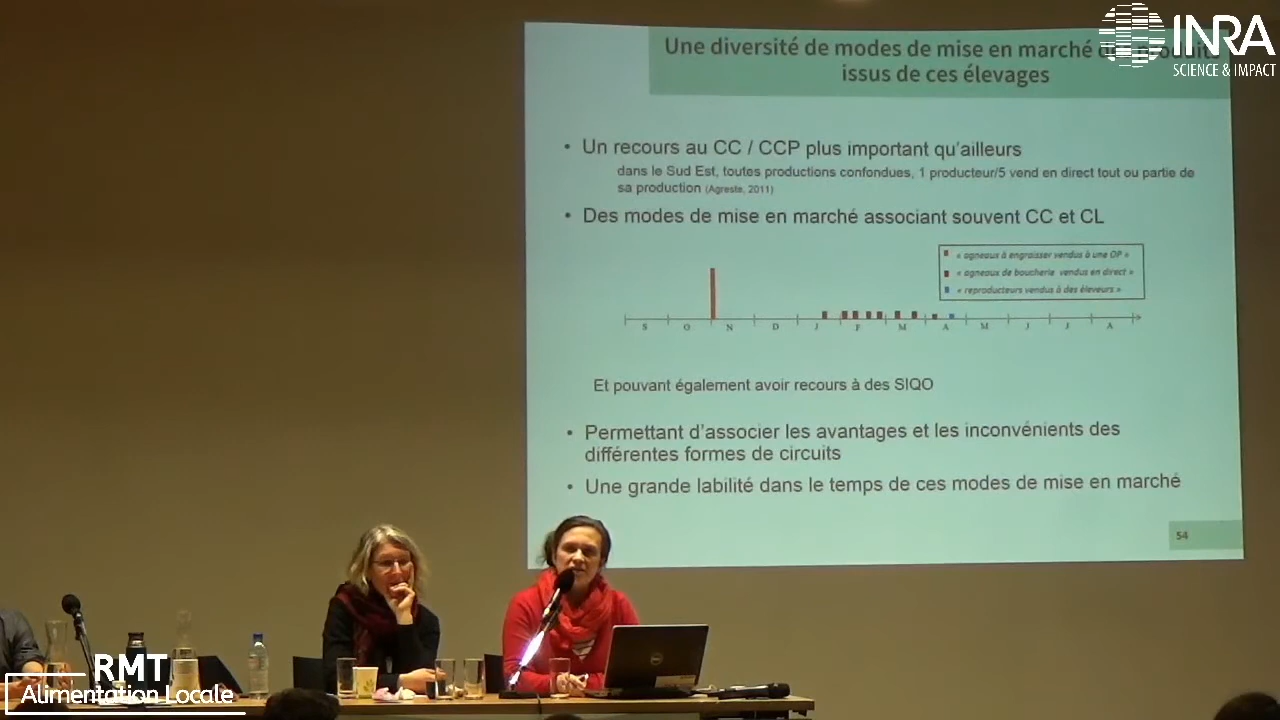 INRA
SCIENCE & IMPACT
Une diversité de modes de mise en marché des produits
issus de ces élevages
• Un recours au CC / CCP plus important qu'ailleurs
dans le Sud Est, toutes productions confondues, 1 producteur/5 vend en direct tout ou partie de
sa production (Agreste, 2011)
• Des modes de mise en marché associant souvent CC et CL
« agneaux à engraisser vendus à une OP »
« agneaux de boucherie vendus en direct »
« reproducteurs vendus à des éleveurs »
S O N D J F M A M J J A
Et pouvant également avoir recours à des SIQO
• Permettant d'associer les avantages et les inconvénients des
différentes formes de circuits
• Une grande labilité dans le temps de ces modes de mise en marché
54
DELL
RMT
Alimentation Locale